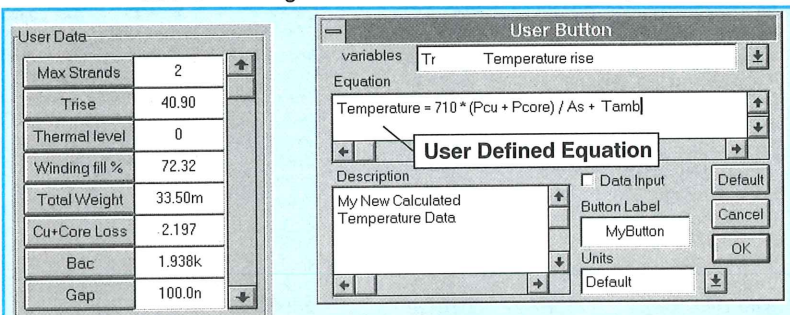 User Data
Max Strands 2
Trise 40.90
Thermal level 0
Winding fill % 72.32
Total Weight 33.50m
Cu+Core Loss 2.197
Bac 1.938k
Gap 100.0n
User Button
variables Tr Temperature rise
Equation
Temperature = 710 * (Pcu + Pcore) / As + Tamb
User Defined Equation
Description
My New Calculated
Temperature Data
Data Input
Button Label
MyButton
Units
Default
Default
Cancel
OK